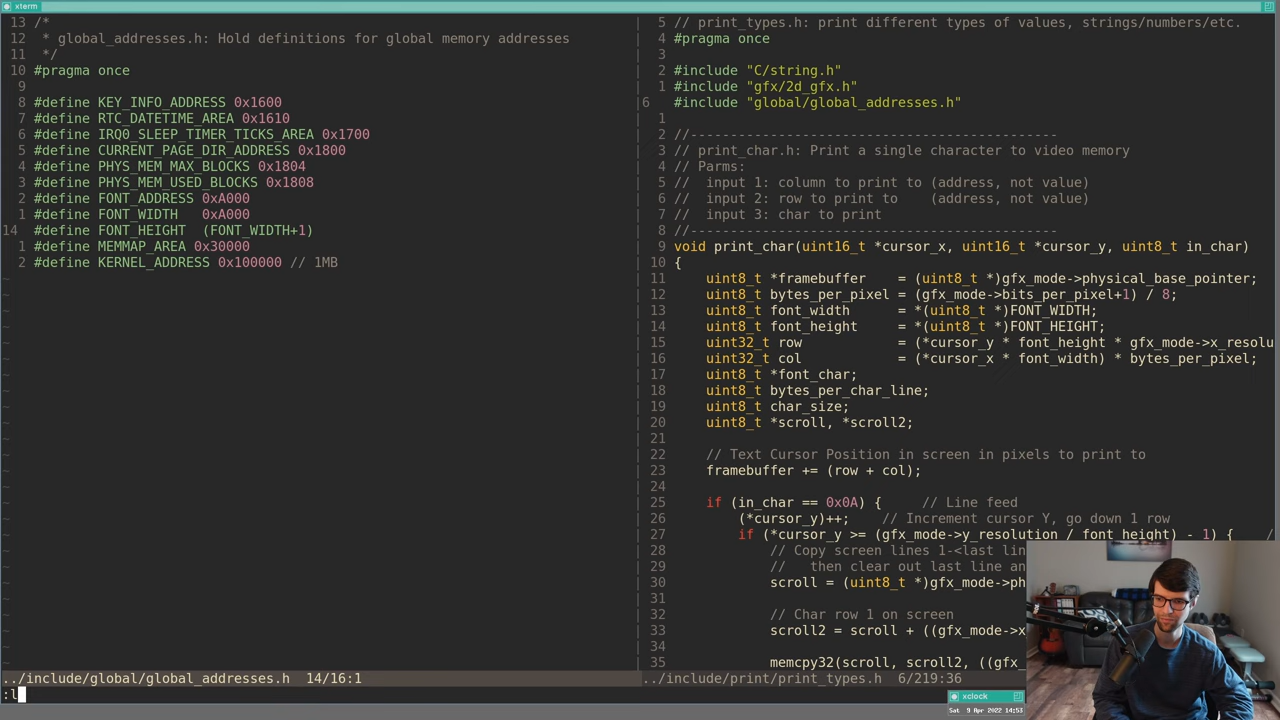 xterm
13 /*
12  * global_addresses.h: Hold definitions for global memory addresses
11  */
10 #pragma once
9
8 #define KEY_INFO_ADDRESS 0x1600
7 #define RTC_DATETIME_AREA 0x1610
6 #define IRQ0_SLEEP_TIMER_TICKS_AREA 0x1700
5 #define CURRENT_PAGE_DIR_ADDRESS 0x1800
4 #define PHYS_MEM_MAX_BLOCKS 0x1804
3 #define PHYS_MEM_USED_BLOCKS 0x1808
2 #define FONT_ADDRESS 0xA000
1 #define FONT_WIDTH   0xA000
14 #define FONT_HEIGHT  (FONT_WIDTH+1)
1 #define MEMMAP_AREA 0x30000
2 #define KERNEL_ADDRESS 0x100000 // 1MB
../include/global/global_addresses.h  14/16:1
:l
5 // print_types.h: print different types of values, strings/numbers/etc.
4 #pragma once
3
2 #include "C/string.h"
1 #include "gfx/2d_gfx.h"
6 #include "global/global_addresses.h"
1
2 //----------------------------------------------
3 // print_char.h: Print a single character to video memory
4 // Parms:
5 //  input 1: column to print to (address, not value)
6 //  input 2: row to print to    (address, not value)
7 //  input 3: char to print
8 //----------------------------------------------
9 void print_char(uint16_t *cursor_x, uint16_t *cursor_y, uint8_t in_char)
10 {
11     uint8_t *framebuffer    = (uint8_t *)gfx_mode->physical_base_pointer;
12     uint8_t bytes_per_pixel = (gfx_mode->bits_per_pixel+1) / 8;
13     uint8_t font_width      = *(uint8_t *)FONT_WIDTH;
14     uint8_t font_height     = *(uint8_t *)FONT_HEIGHT;
15     uint32_t row            = (*cursor_y * font_height * gfx_mode->x_resolu
16     uint32_t col            = (*cursor_x * font_width) * bytes_per_pixel;
17     uint8_t *font_char;
18     uint8_t bytes_per_char_line;
19     uint8_t char_size;
20     uint8_t *scroll, *scroll2;
21
22     // Text Cursor Position in screen in pixels to print to
23     framebuffer += (row + col);
24
25     if (in_char == 0x0A) {     // Line feed
26         (*cursor_y)++;    // Increment cursor Y, go down 1 row
27         if (*cursor_y >= (gfx_mode->y_resolution / font_height) - 1) {    /
28             // Copy screen lines 1-<last lin
29             //   then clear out last line an
30             scroll = (uint8_t *)gfx_mode->ph
31
32             // Char row 1 on screen
33             scroll2 = scroll + ((gfx_mode->x
34
35             memcpy32(scroll, scroll2, ((gfx_
../include/print/print_types.h  6/219:36
xclock
Sat  9 Apr 2022 14:53